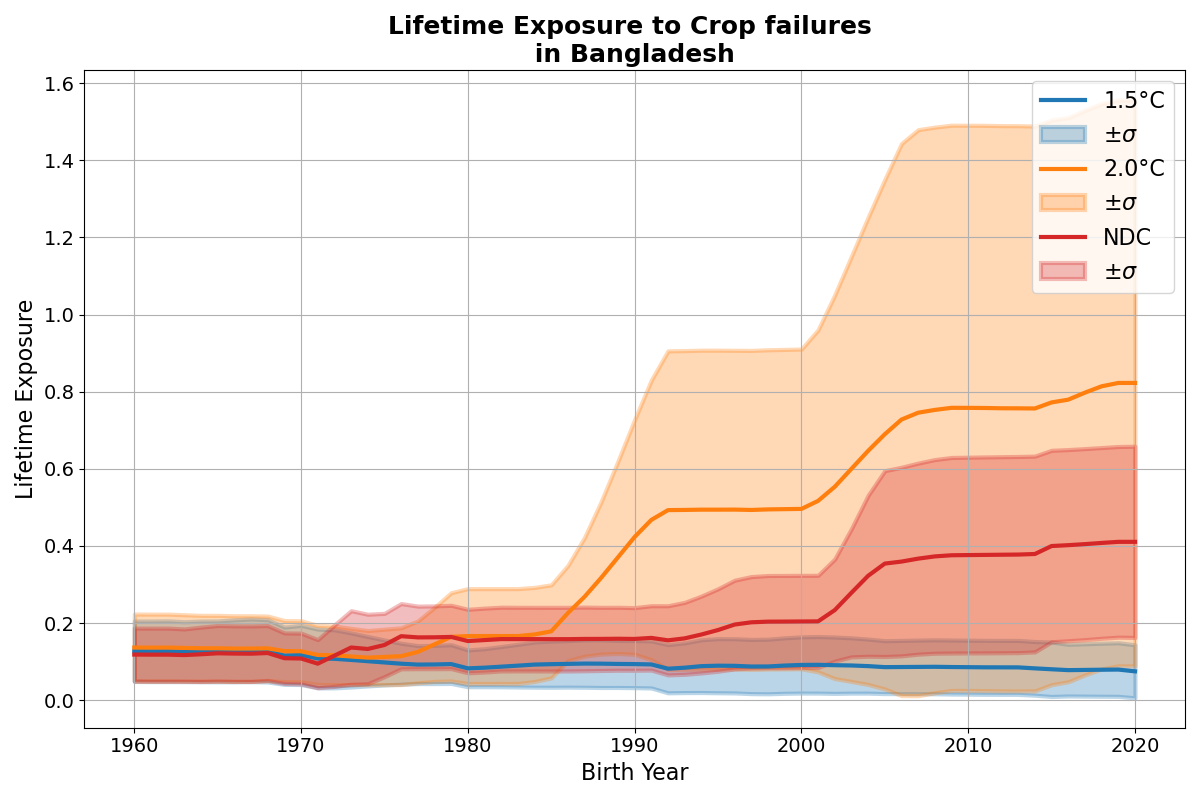 Lifetime Exposure to Crop failures
in Bangladesh
1.6
1.4
1.2
1.0
0.8
0.6
0.4
0.2
0.0
Lifetime Exposure
1960
1970
1980
1990
2000
2010
2020
Birth Year
1.5°C
±σ
2.0°C
±σ
NDC
±σ